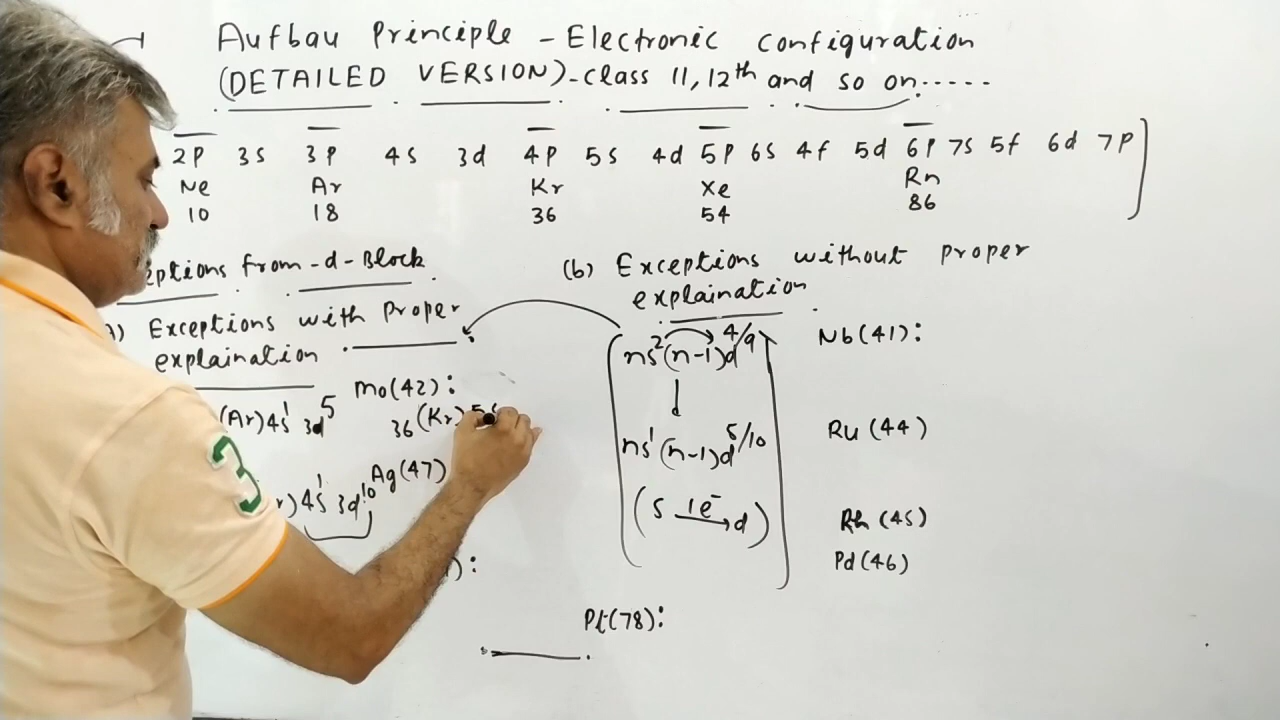 Aufbau Principle - Electronic configuration
(DETAILED VERSION) - class 11, 12th and so on.....
2p 3s 3p 4s 3d 4p 5s 4d 5p 6s 4f 5d 6p 7s 5f 6d 7p
Ne Ar Kr Xe Rn
10 18 36 54 86
eptions from-d-Block
) Exceptions with Proper
explaination
(Ar)4s¹ 3d⁵
) 4s¹ 3d¹⁰
Mo(42):
36(Kr) 5s
Ag(47)
):
(b) Exceptions without proper
explaination
ns²(n-1)d⁴/⁹
ns¹(n-1)d⁵/¹⁰
(s 1e⁻→ d)
Pt(78):
Nb(41):
Ru(44)
Rh(45)
Pd(46)
3